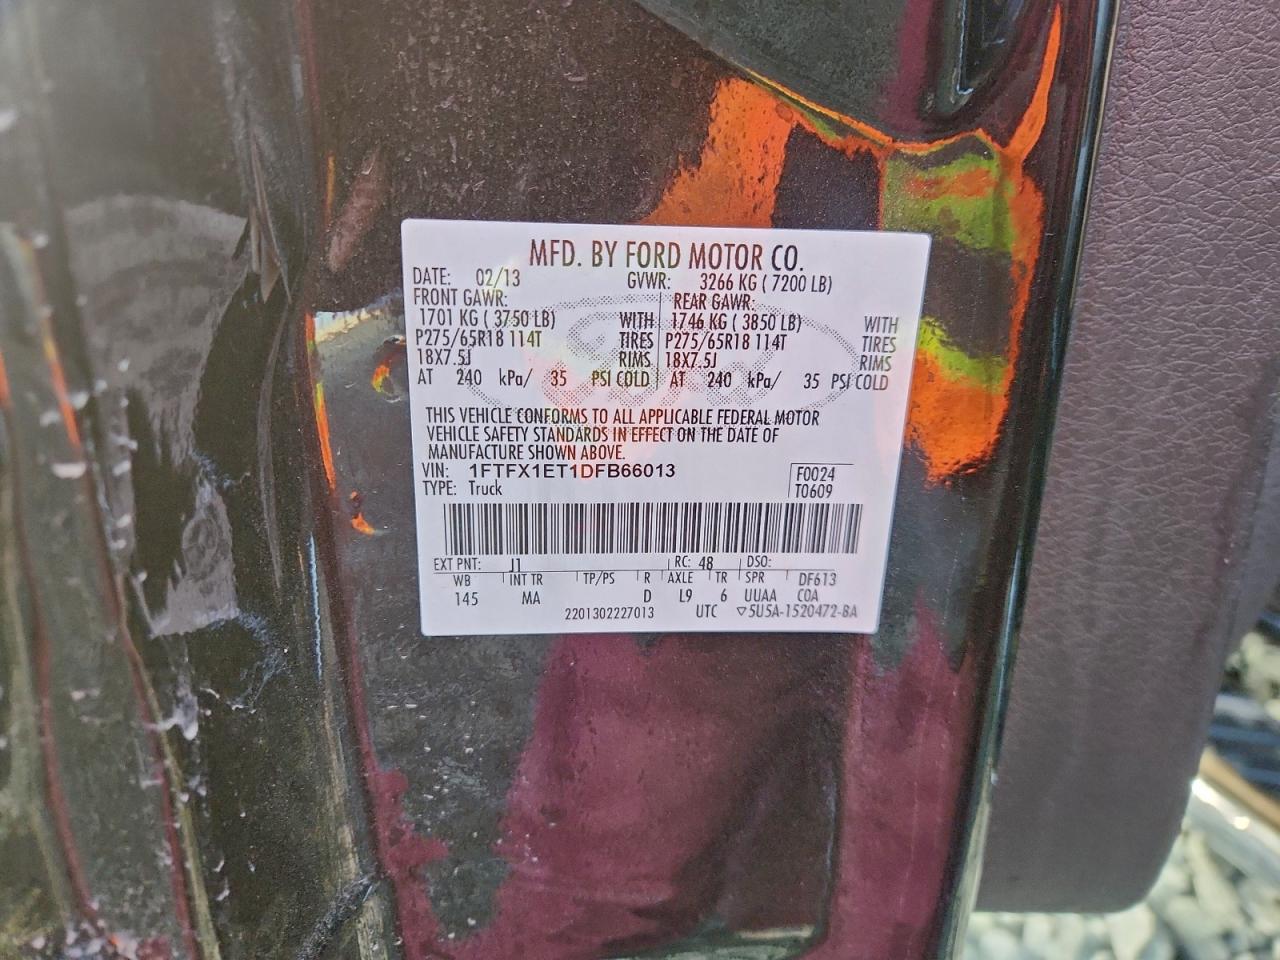 MFD. BY FORD MOTOR CO.
DATE: 02/13 GVWR: 3266 KG ( 7200 LB)
FRONT GAWR: REAR GAWR:
1701 KG ( 3750 LB) WITH 1746 KG ( 3850 LB) WITH
P275/65R18 114T TIRES P275/65R18 114T TIRES
18X7.5J RIMS 18X7.5J RIMS
AT 240 kPa/ 35 PSI COLD AT 240 kPa/ 35 PSI COLD
THIS VEHICLE CONFORMS TO ALL APPLICABLE FEDERAL MOTOR
VEHICLE SAFETY STANDARDS IN EFFECT ON THE DATE OF
MANUFACTURE SHOWN ABOVE.
VIN: 1FTFX1ET1DFB66013 F0024
TYPE: Truck T0609
EXT PNT: J1 RC: 48 DSO:
WB INT TR TP/PS R AXLE TR SPR DF613
145 MA D L9 6 UUAA COA
2201302227013 UTC ▽5U5A-1520472-BA